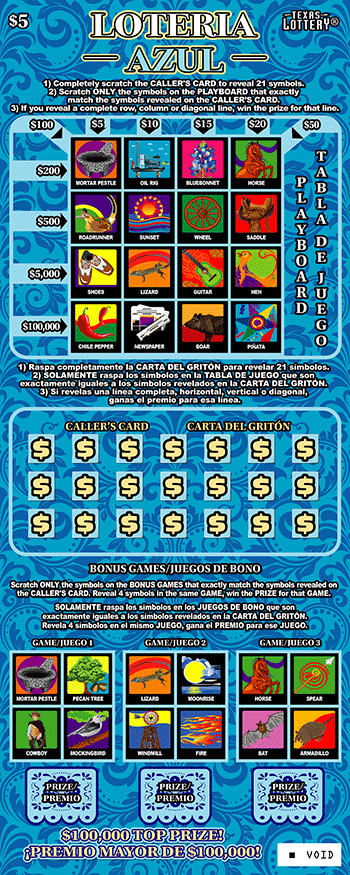 $5
LOTERIA
AZUL
TEXAS
LOTTERY®
1) Completely scratch the CALLER'S CARD to reveal 21 symbols.
2) Scratch ONLY the symbols on the PLAYBOARD that exactly
match the symbols revealed on the CALLER'S CARD.
3) If you reveal a complete row, column or diagonal line, win the prize for that line.
$100 $5 $10 $15 $20 $50
$200
MORTAR PESTLE OIL RIG BLUEBONNET HORSE
$500
ROADRUNNER SUNSET WHEEL SADDLE
$5,000
SHOES LIZARD GUITAR HEN
$100,000
CHILE PEPPER NEWSPAPER BOAR PIÑATA
PLAYBOARD
TABLA DE JUEGO
1) Raspa completamente la CARTA DEL GRITÓN para revelar 21 símbolos.
2) SOLAMENTE raspa los símbolos en la TABLA DE JUEGO que son
exactamente iguales a los símbolos revelados en la CARTA DEL GRITÓN.
3) Si revelas una línea completa, horizontal, vertical o diagonal,
ganas el premio para esa línea.
CALLER'S CARD CARTA DEL GRITÓN
$ $ $ $ $ $ $
$ $ $ $ $ $ $
$ $ $ $ $ $ $
BONUS GAMES/JUEGOS DE BONO
Scratch ONLY the symbols on the BONUS GAMES that exactly match the symbols revealed on
the CALLER'S CARD. Reveal 4 symbols in the same GAME, win the PRIZE for that GAME.
SOLAMENTE raspa los símbolos en los JUEGOS DE BONO que son
exactamente iguales a los símbolos revelados en la CARTA DEL GRITÓN.
Revela 4 símbolos en el mismo JUEGO, gana el PREMIO para ese JUEGO.
GAME/JUEGO 1 GAME/JUEGO 2 GAME/JUEGO 3
MORTAR PESTLE PECAN TREE LIZARD MOONRISE HORSE SPEAR
COWBOY MOCKINGBIRD WINDMILL FIRE BAT ARMADILLO
PRIZE/ PRIZE/ PRIZE/
PREMIO PREMIO PREMIO
$100,000 TOP PRIZE!
¡PREMIO MAYOR DE $100,000!
VOID